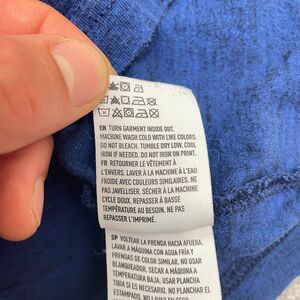 EN TURN GARMENT INSIDE OUT.
MACHINE WASH COLD WITH LIKE COLORS.
DO NOT BLEACH. TUMBLE DRY LOW. COOL
IRON IF NEEDED. DO NOT IRON ON PRINT.
FR RETOURNER LE VÊTEMENT À
L'ENVERS. LAVER À LA MACHINE À L'EAU
FROIDE AVEC COULEURS SIMILAIRES. NE
PAS JAVELLISER. SÉCHER À LA MACHINE
CYCLE DOUX. REPASSER À BASSE
TEMPÉRATURE AU BESOIN. NE PAS
REPASSER L'IMPRIMÉ.
SP VOLTEAR LA PRENDA HACIA AFUERA.
LAVAR A MÁQUINA EN AGUA FRÍA CON
PRENDAS DE COLOR SIMILAR. NO USAR
BLANQUEADOR. SECAR A MÁQUINA A
TEMPERATURA BAJA. USAR PLANCHA
TIBIA SI ES NECESARIO. NO PLANCHAR EL
ESTAMPADO.